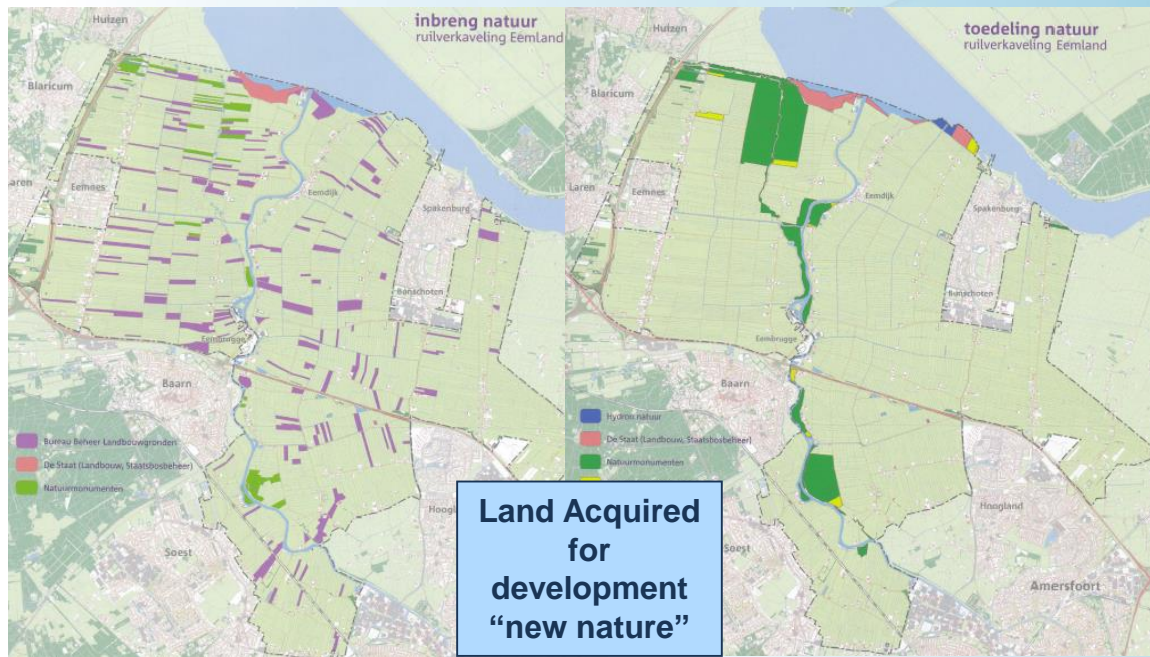 inbreng natuur
ruilverkaveling Eemland
Huizen
Blaricum
Laren
Eemnes
Eemdijk
Spakenburg
Bunschoten
Eembrugge
Baarn
Bureau Beheer Landbouwgronden
De Staat (Landbouw, Staatsbosbeheer)
Natuurmonumenten
Soest
toedeling natuur
ruilverkaveling Eemland
Huizen
Blaricum
Laren
Eemnes
Eemdijk
Spakenburg
Bunschoten
Eembrugge
Baarn
Hydron natuur
De Staat (Landbouw, Staatsbosbeheer)
Natuurmonumenten
Hoogland
Soest
Amersfoort
Land Acquired
for
development
“new nature”